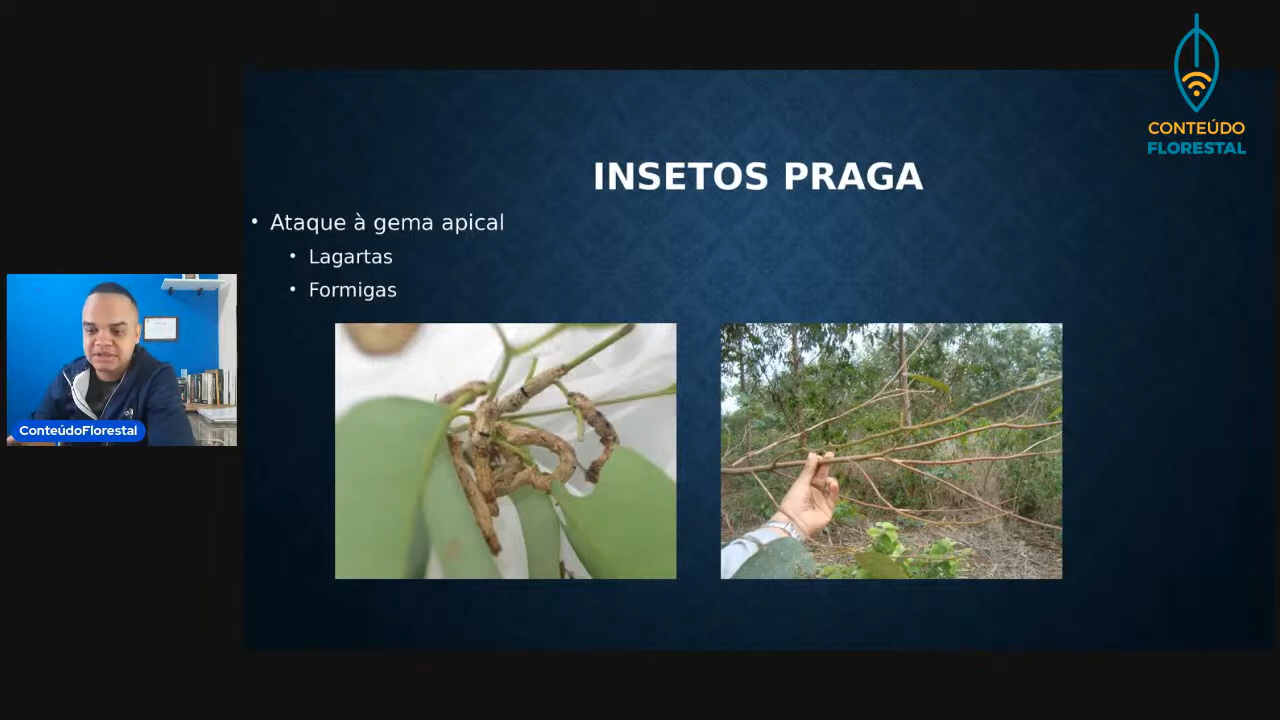 CONTEÚDO
FLORESTAL
INSETOS PRAGA
• Ataque à gema apical
• Lagartas
• Formigas
ConteúdoFlorestal